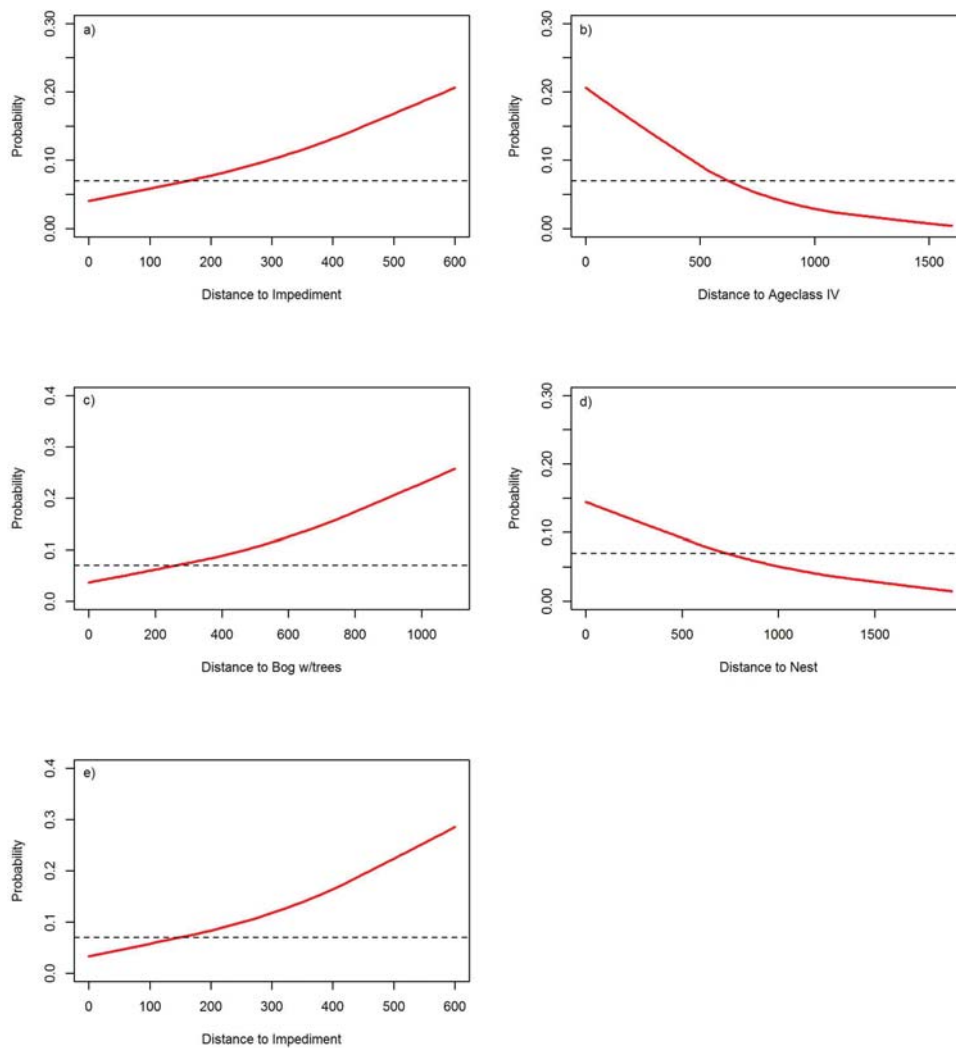 a)
Probability
0.00 0.10 0.20 0.30
0 100 200 300 400 500 600
Distance to Impediment
b)
Probability
0.00 0.10 0.20 0.30
0 500 1000 1500
Distance to Ageclass IV
c)
Probability
0.0 0.1 0.2 0.3 0.4
0 200 400 600 800 1000
Distance to Bog w/trees
d)
Probability
0.00 0.10 0.20 0.30
0 500 1000 1500
Distance to Nest
e)
Probability
0.0 0.1 0.2 0.3 0.4
0 100 200 300 400 500 600
Distance to Impediment